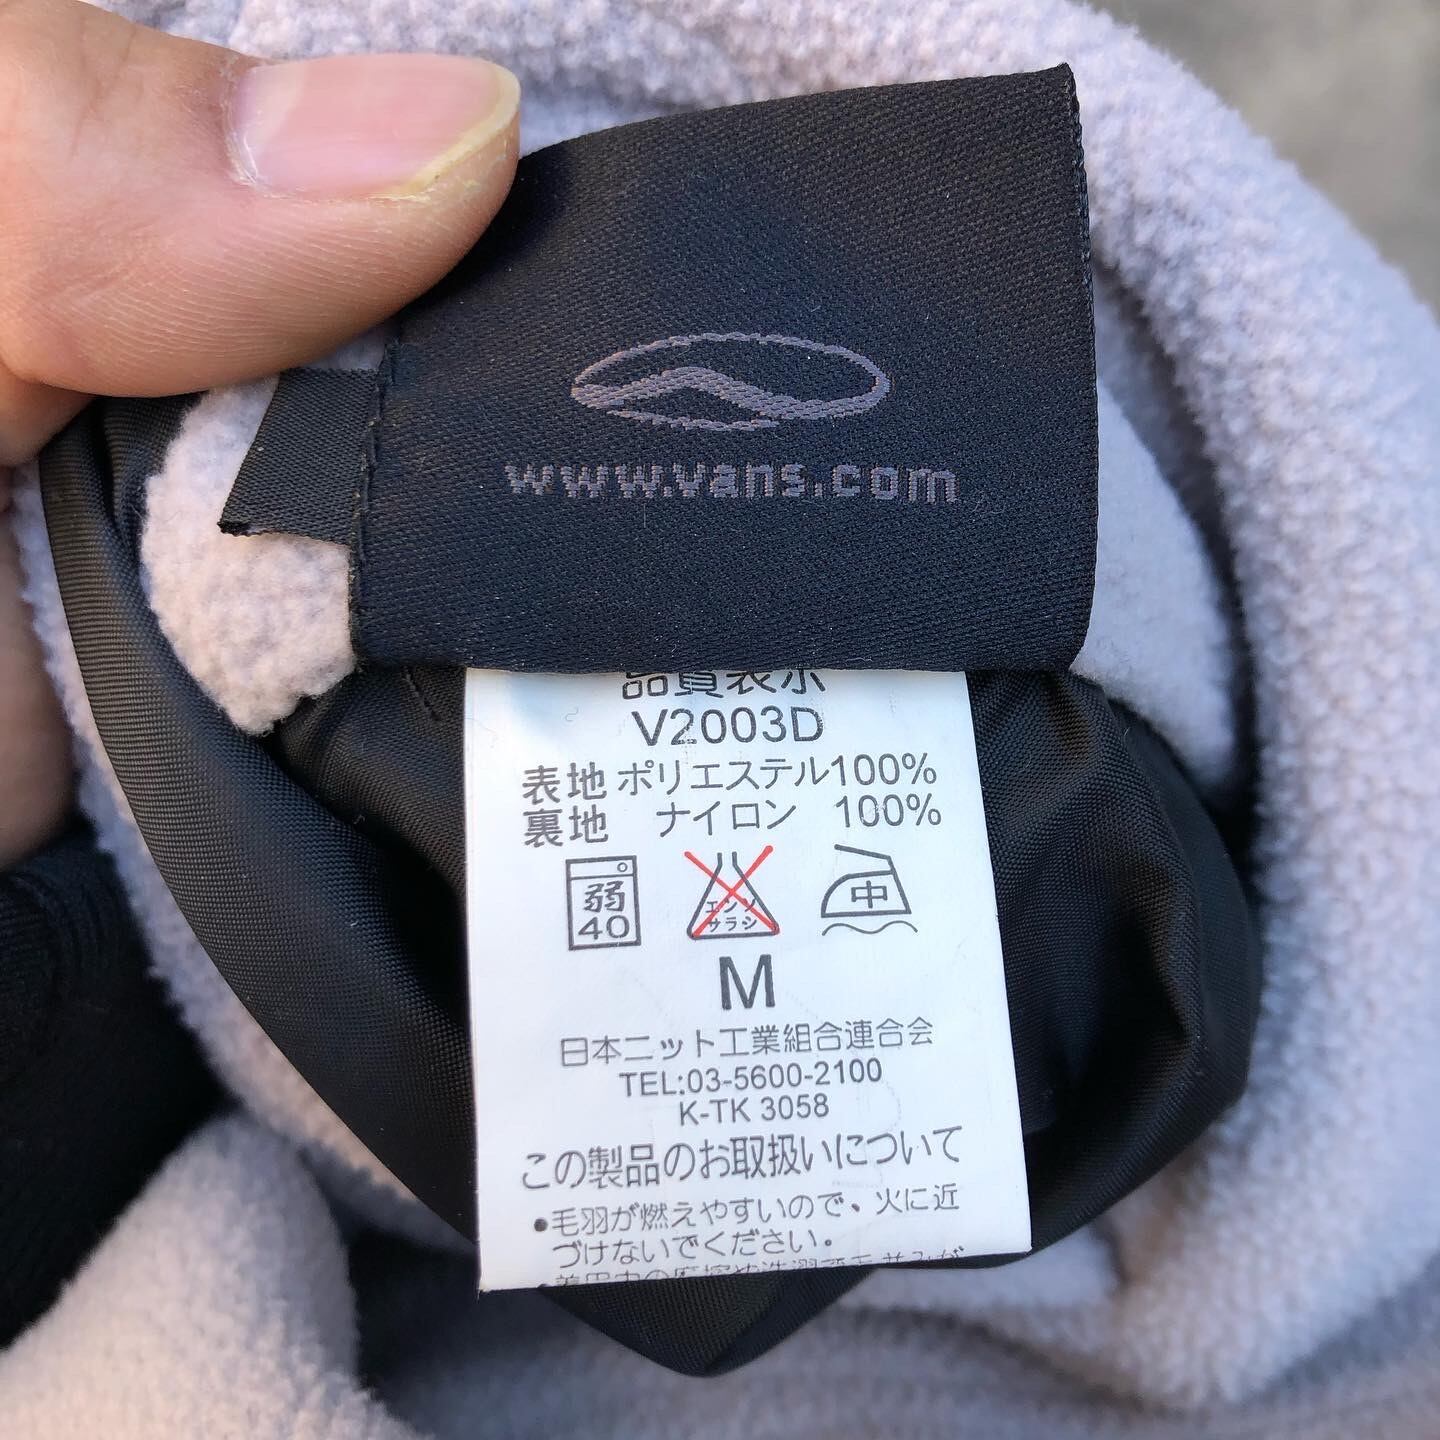 www.vans.com
品質表示
V2003D
表地 ポリエステル100%
裏地 ナイロン 100%
弱
40
エンソ
サラシ
中
M
日本ニット工業組合連合会
TEL:03-5600-2100
K-TK 3058
この製品のお取扱いについて
•毛羽が燃えやすいので、火に近
づけないでください。